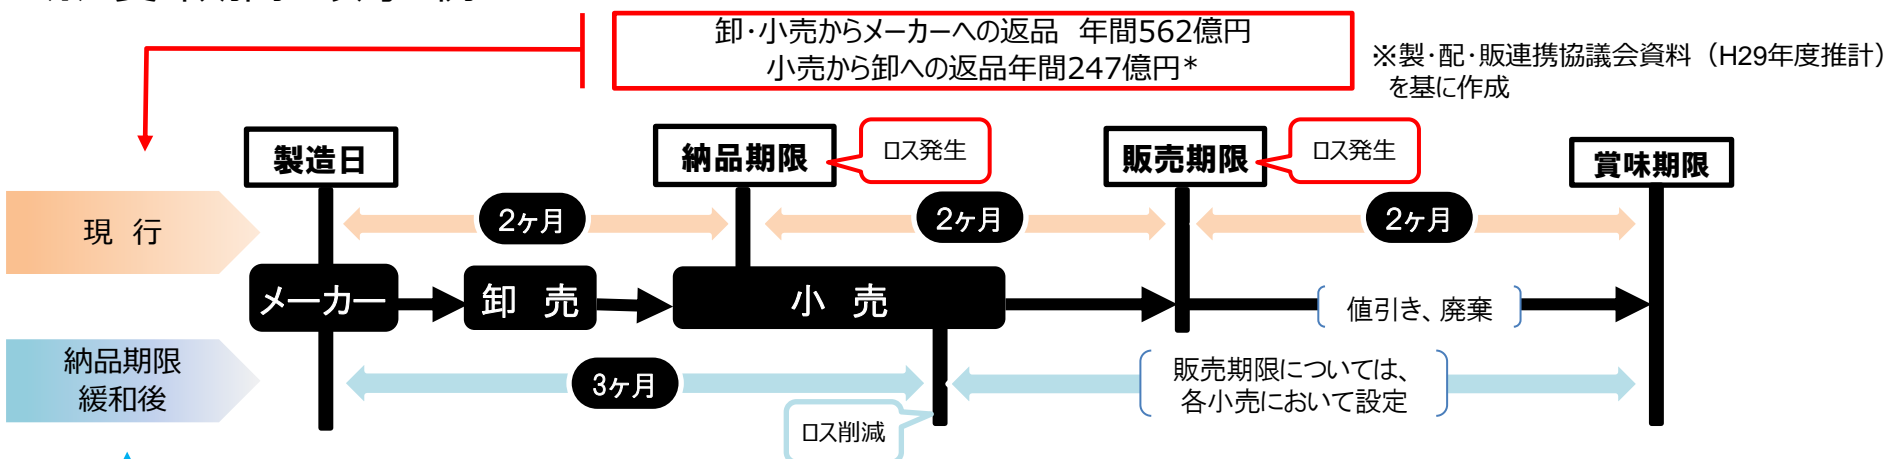 卸・小売からメーカーへの返品 年間562億円
小売から卸への返品年間247億円*
※製・配・販連携協議会資料（H29年度推計）
を基に作成
製造日
納品期限
ロス発生
販売期限
ロス発生
賞味期限
現 行
2ヶ月
2ヶ月
2ヶ月
メーカー
卸 売
小 売
値引き、廃棄
納品期限
緩和後
3ヶ月
販売期限については、
各小売において設定
ロス削減